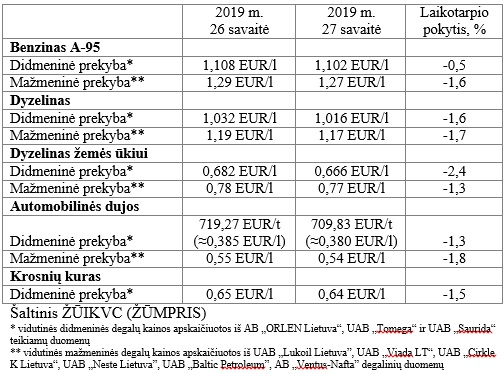 2019 m. 2019 m. Laikotarpio
26 savaitė 27 savaitė pokytis, %
Benzinas A-95
Didmeninė prekyba* 1,108 EUR/l 1,102 EUR/l -0,5
Mažmeninė prekyba** 1,29 EUR/l 1,27 EUR/l -1,6
Dyzelinas
Didmeninė prekyba* 1,032 EUR/l 1,016 EUR/l -1,6
Mažmeninė prekyba** 1,19 EUR/l 1,17 EUR/l -1,7
Dyzelinas žemės ūkiui
Didmeninė prekyba* 0,682 EUR/l 0,666 EUR/l -2,4
Mažmeninė prekyba** 0,78 EUR/l 0,77 EUR/l -1,3
Automobilinės dujos
719,27 EUR/t 709,83 EUR/t
Didmeninė prekyba* (≈0,385 EUR/l) (≈0,380 EUR/l) -1,3
Mažmeninė prekyba** 0,55 EUR/l 0,54 EUR/l -1,8
Krosnių kuras
Didmeninė prekyba* 0,65 EUR/l 0,64 EUR/l -1,5
Šaltinis ŽŪIKVC (ŽŪMPRIS)
* vidutinės didmeninės degalų kainos apskaičiuotos iš AB „ORLEN Lietuva“, UAB „Tomega“ ir UAB „Saurida“
teikiamų duomenų
** vidutinės mažmeninės degalų kainos apskaičiuotos iš UAB „Lukoil Lietuva“, UAB „Viada LT“, UAB „Cirkle
K Lietuva“, UAB „Neste Lietuva“, UAB „Baltic Petroleum“, AB „Ventus-Nafta“ degalinių duomenų